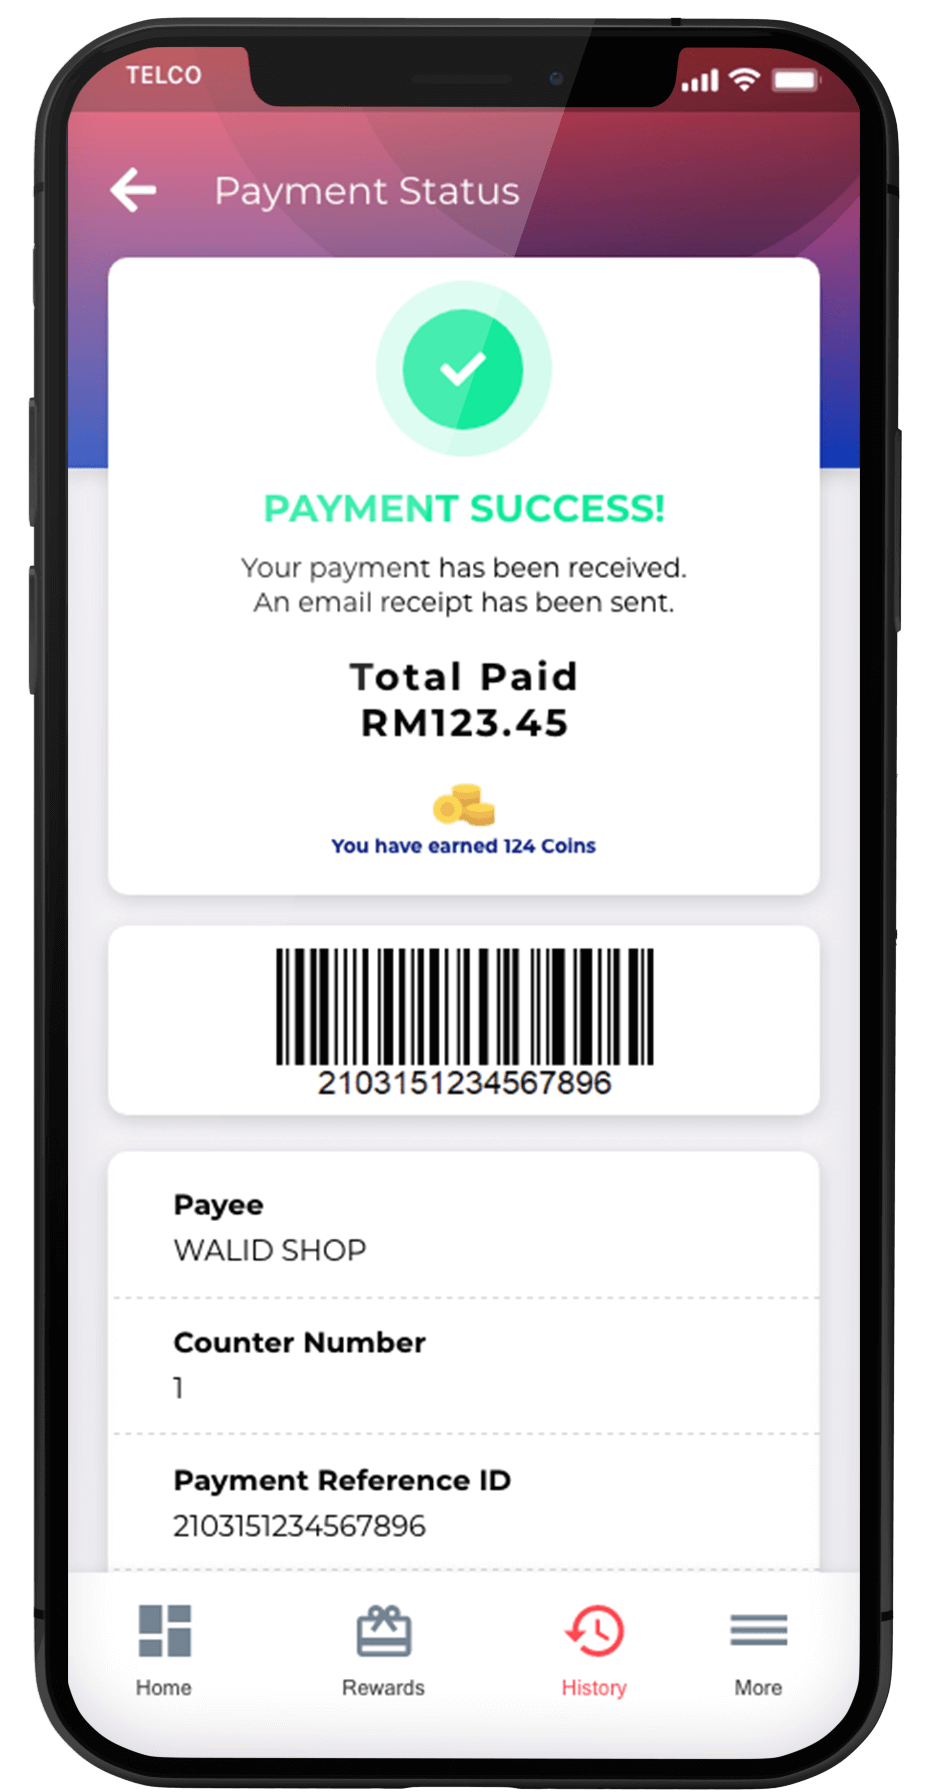 TELCO
Payment Status
PAYMENT SUCCESS!
Your payment has been received.
An email receipt has been sent.
Total Paid
RM123.45
You have earned 124 Coins
2103151234567896
Payee
WALID SHOP
Counter Number
1
Payment Reference ID
2103151234567896
Home
Rewards
History
More